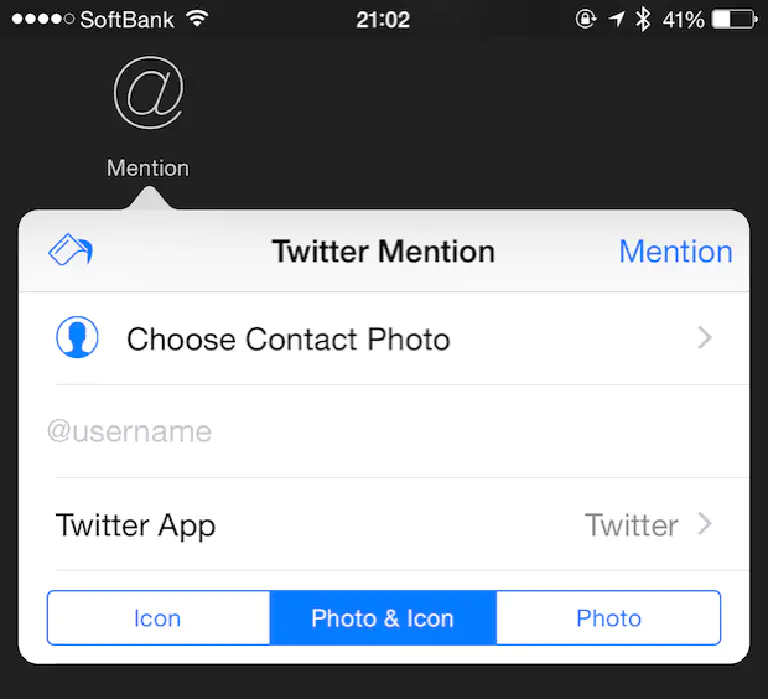 SoftBank 21:02 41%
@
Mention
Twitter Mention Mention
Choose Contact Photo
@username
Twitter App Twitter
Icon Photo & Icon Photo